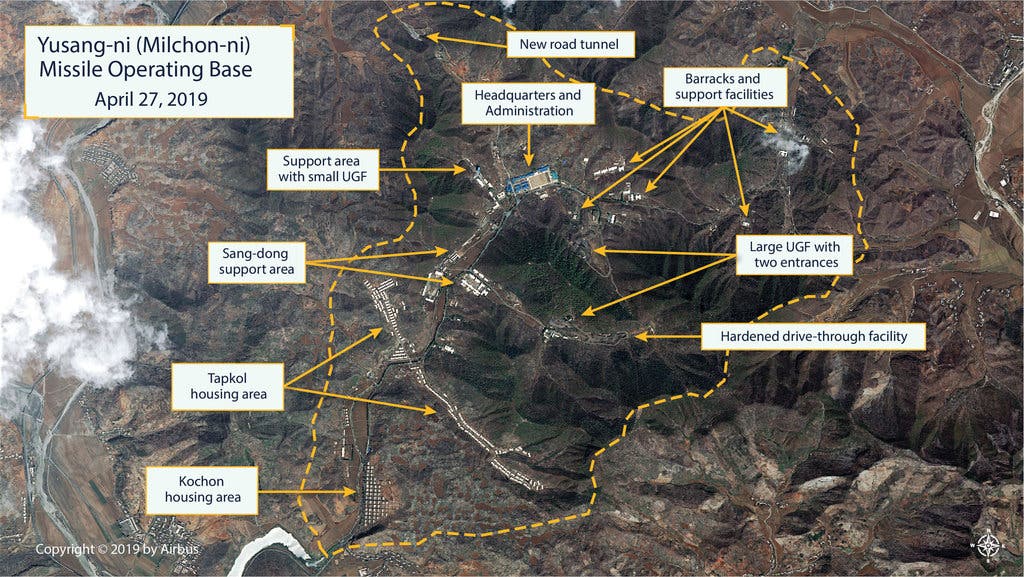 Yusang-ni (Milchon-ni)
Missile Operating Base
April 27, 2019
New road tunnel
Headquarters and
Administration
Barracks and
support facilities
Support area
with small UGF
Sang-dong
support area
Large UGF with
two entrances
Hardened drive-through facility
Tapkol
housing area
Kochon
housing area
Copyright © 2019 by Airbus
N